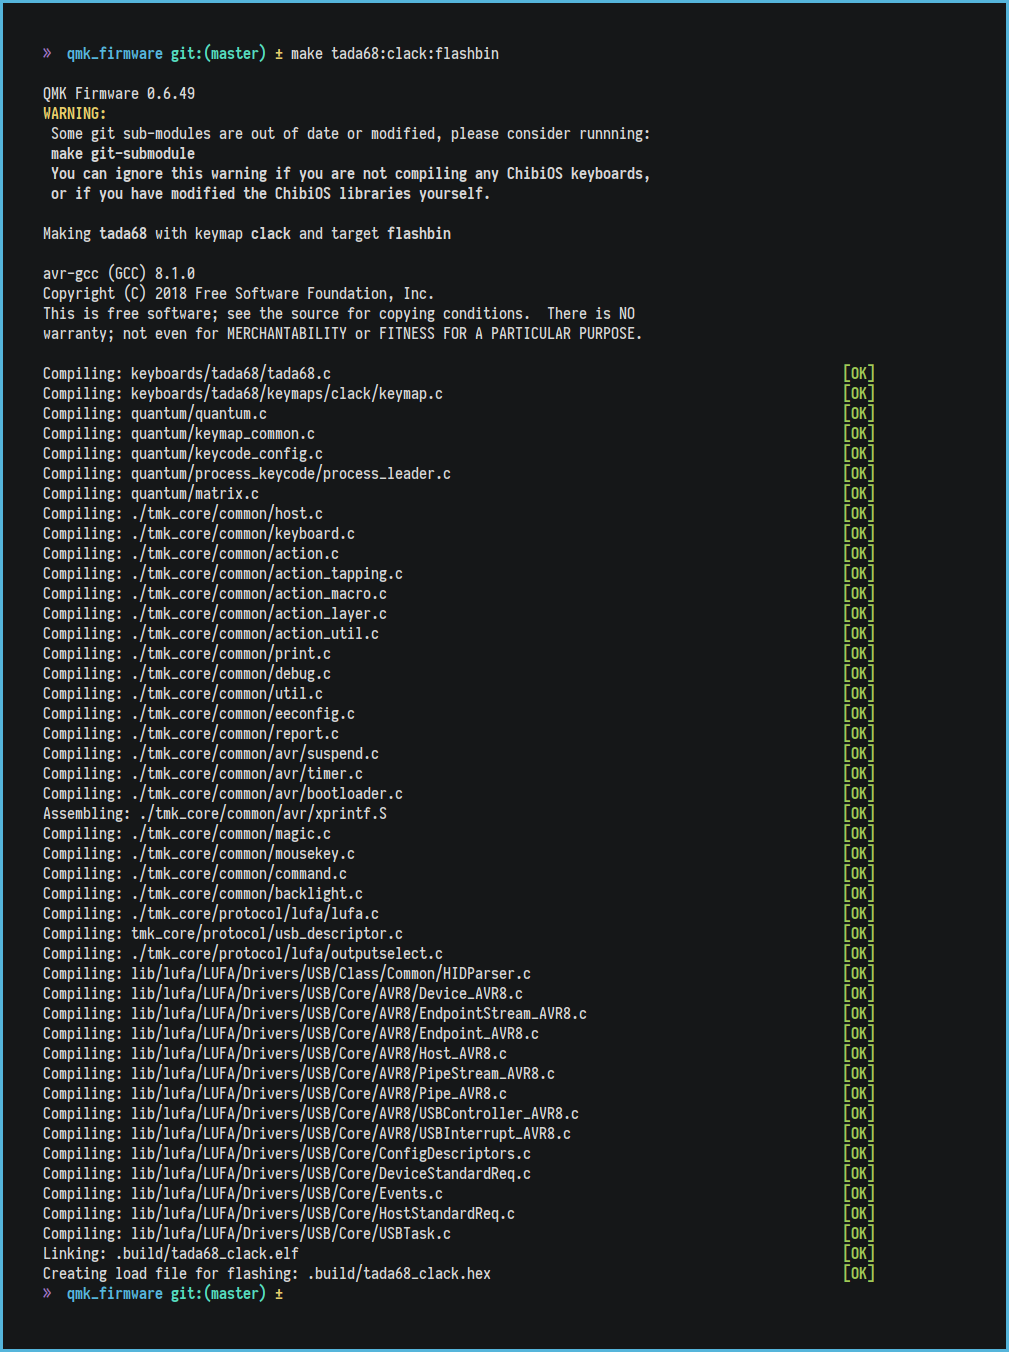 »  qmk_firmware git:(master) ± make tada68:clack:flashbin
QMK Firmware 0.6.49
WARNING:
 Some git sub-modules are out of date or modified, please consider runnning:
 make git-submodule
 You can ignore this warning if you are not compiling any ChibiOS keyboards,
 or if you have modified the ChibiOS libraries yourself.
Making tada68 with keymap clack and target flashbin
avr-gcc (GCC) 8.1.0
Copyright (C) 2018 Free Software Foundation, Inc.
This is free software; see the source for copying conditions.  There is NO
warranty; not even for MERCHANTABILITY or FITNESS FOR A PARTICULAR PURPOSE.
Compiling: keyboards/tada68/tada68.c [OK]
Compiling: keyboards/tada68/keymaps/clack/keymap.c [OK]
Compiling: quantum/quantum.c [OK]
Compiling: quantum/keymap_common.c [OK]
Compiling: quantum/keycode_config.c [OK]
Compiling: quantum/process_keycode/process_leader.c [OK]
Compiling: quantum/matrix.c [OK]
Compiling: ./tmk_core/common/host.c [OK]
Compiling: ./tmk_core/common/keyboard.c [OK]
Compiling: ./tmk_core/common/action.c [OK]
Compiling: ./tmk_core/common/action_tapping.c [OK]
Compiling: ./tmk_core/common/action_macro.c [OK]
Compiling: ./tmk_core/common/action_layer.c [OK]
Compiling: ./tmk_core/common/action_util.c [OK]
Compiling: ./tmk_core/common/print.c [OK]
Compiling: ./tmk_core/common/debug.c [OK]
Compiling: ./tmk_core/common/util.c [OK]
Compiling: ./tmk_core/common/eeconfig.c [OK]
Compiling: ./tmk_core/common/report.c [OK]
Compiling: ./tmk_core/common/avr/suspend.c [OK]
Compiling: ./tmk_core/common/avr/timer.c [OK]
Compiling: ./tmk_core/common/avr/bootloader.c [OK]
Assembling: ./tmk_core/common/avr/xprintf.S [OK]
Compiling: ./tmk_core/common/magic.c [OK]
Compiling: ./tmk_core/common/mousekey.c [OK]
Compiling: ./tmk_core/common/command.c [OK]
Compiling: ./tmk_core/common/backlight.c [OK]
Compiling: ./tmk_core/protocol/lufa/lufa.c [OK]
Compiling: tmk_core/protocol/usb_descriptor.c [OK]
Compiling: ./tmk_core/protocol/lufa/outputselect.c [OK]
Compiling: lib/lufa/LUFA/Drivers/USB/Class/Common/HIDParser.c [OK]
Compiling: lib/lufa/LUFA/Drivers/USB/Core/AVR8/Device_AVR8.c [OK]
Compiling: lib/lufa/LUFA/Drivers/USB/Core/AVR8/EndpointStream_AVR8.c [OK]
Compiling: lib/lufa/LUFA/Drivers/USB/Core/AVR8/Endpoint_AVR8.c [OK]
Compiling: lib/lufa/LUFA/Drivers/USB/Core/AVR8/Host_AVR8.c [OK]
Compiling: lib/lufa/LUFA/Drivers/USB/Core/AVR8/PipeStream_AVR8.c [OK]
Compiling: lib/lufa/LUFA/Drivers/USB/Core/AVR8/Pipe_AVR8.c [OK]
Compiling: lib/lufa/LUFA/Drivers/USB/Core/AVR8/USBController_AVR8.c [OK]
Compiling: lib/lufa/LUFA/Drivers/USB/Core/AVR8/USBInterrupt_AVR8.c [OK]
Compiling: lib/lufa/LUFA/Drivers/USB/Core/ConfigDescriptors.c [OK]
Compiling: lib/lufa/LUFA/Drivers/USB/Core/DeviceStandardReq.c [OK]
Compiling: lib/lufa/LUFA/Drivers/USB/Core/Events.c [OK]
Compiling: lib/lufa/LUFA/Drivers/USB/Core/HostStandardReq.c [OK]
Compiling: lib/lufa/LUFA/Drivers/USB/Core/USBTask.c [OK]
Linking: .build/tada68_clack.elf [OK]
Creating load file for flashing: .build/tada68_clack.hex [OK]
»  qmk_firmware git:(master) ±